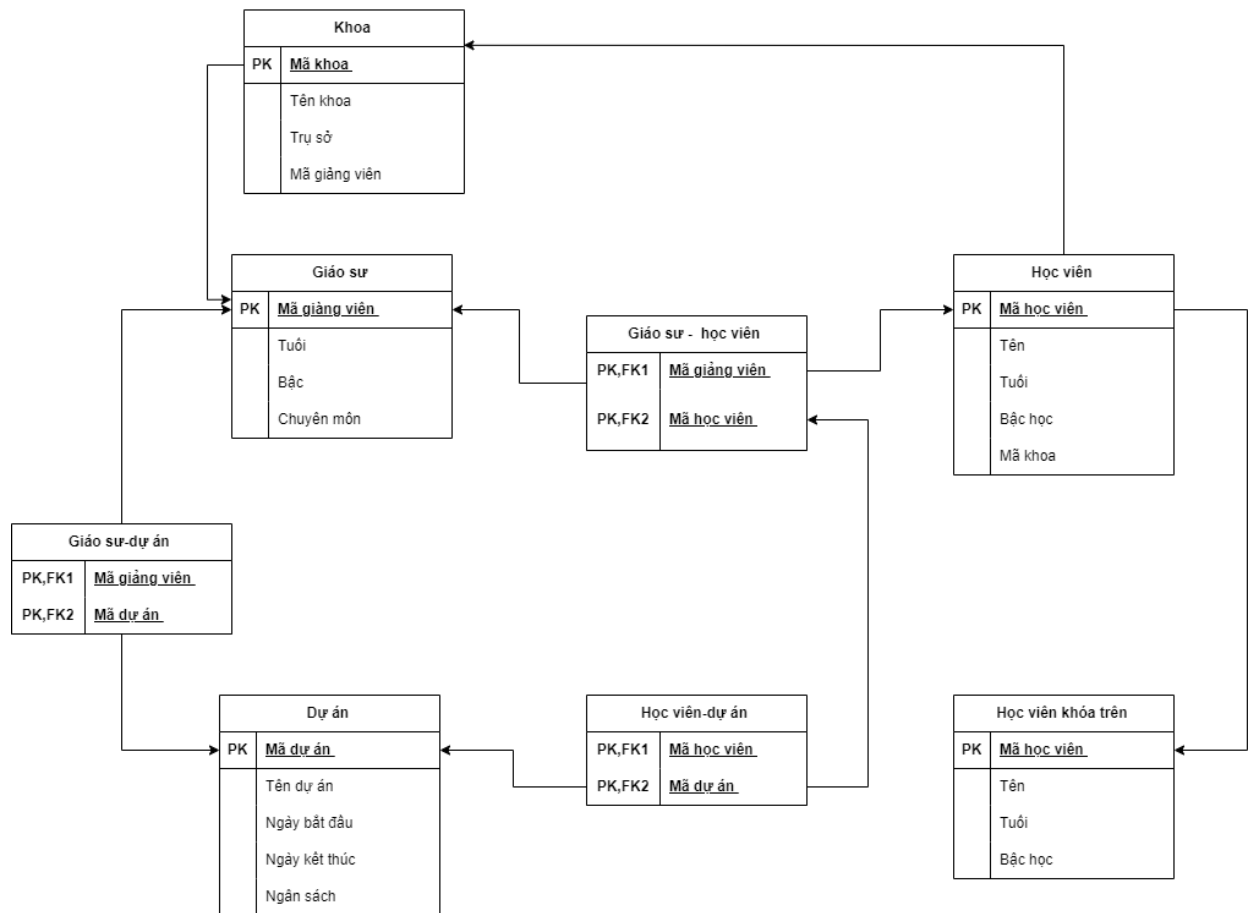 Khoa
PK Mã khoa
Tên khoa
Trụ sở
Mã giảng viên
Giáo sư
PK Mã giàng viên
Tuổi
Bậc
Chuyên môn
Giáo sư - học viên
PK,FK1 Mã giảng viên
PK,FK2 Mã học viên
Học viên
PK Mã học viên
Tên
Tuổi
Bậc học
Mã khoa
Giáo sư-dự án
PK,FK1 Mã giảng viên
PK,FK2 Mã dự án
Dự án
PK Mã dự án
Tên dự án
Ngày bắt đầu
Ngày kết thúc
Ngân sách
Học viên-dự án
PK,FK1 Mã học viên
PK,FK2 Mã dự án
Học viên khóa trên
PK Mã học viên
Tên
Tuổi
Bậc học